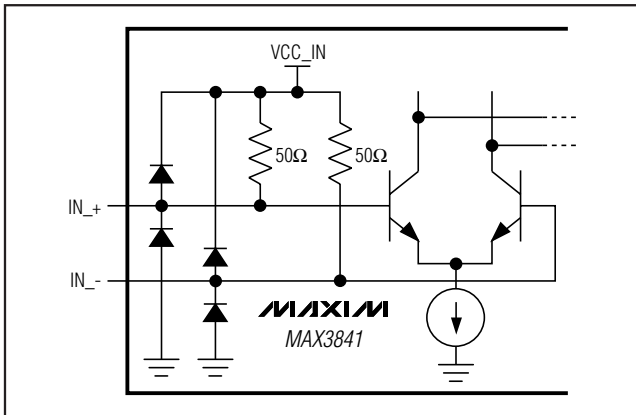 VCC_IN
50Ω
50Ω
IN_+
IN_-
MAXIM
MAX3841